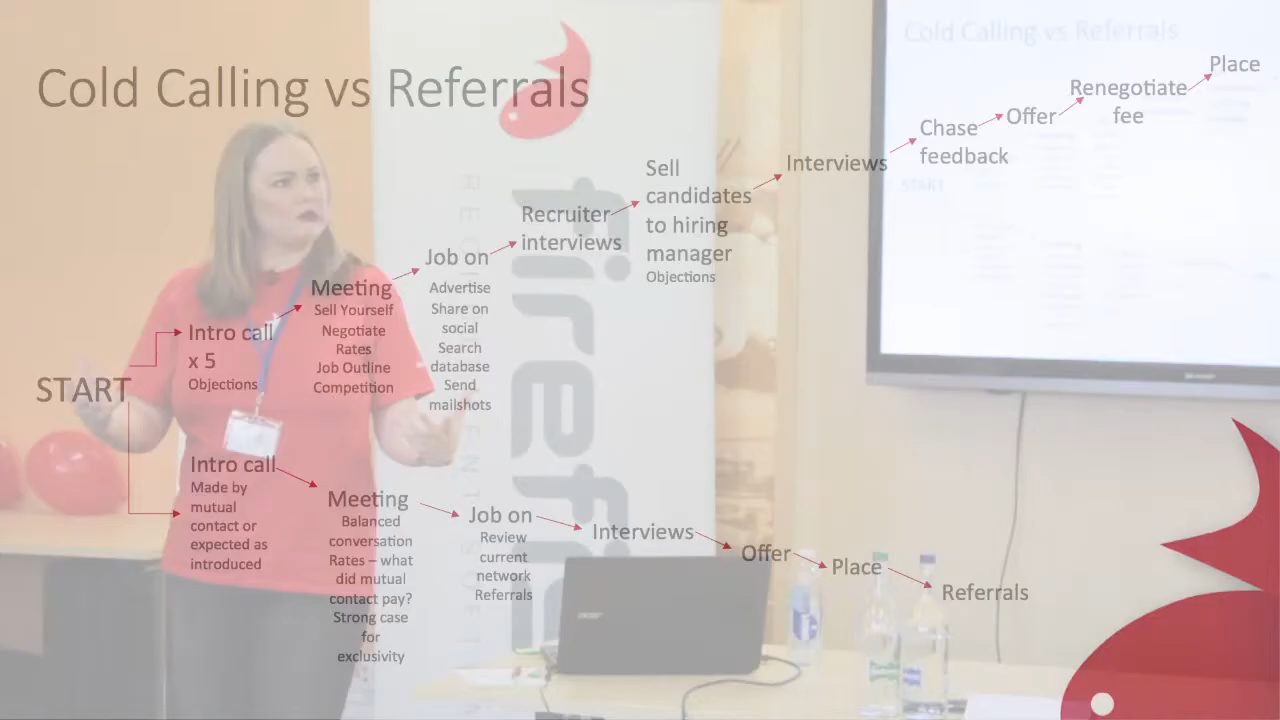 Cold Calling vs Referrals
Cold Calling vs Referrals
START
START
Intro call
x 5
Objections
Meeting
Sell Yourself
Negotiate
Rates
Job Outline
Competition
Job on
Advertise
Share on
social
Search
database
Send
mailshots
Recruiter
interviews
Sell
candidates
to hiring
manager
Objections
Interviews
Chase
feedback
Offer
Renegotiate
fee
Place
Intro call
Made by
mutual
contact or
expected as
introduced
Meeting
Balanced
conversation
Rates – what
did mutual
contact pay?
Strong case
for
exclusivity
Job on
Review
current
network
Referrals
Interviews
Offer
Place
Referrals
acer